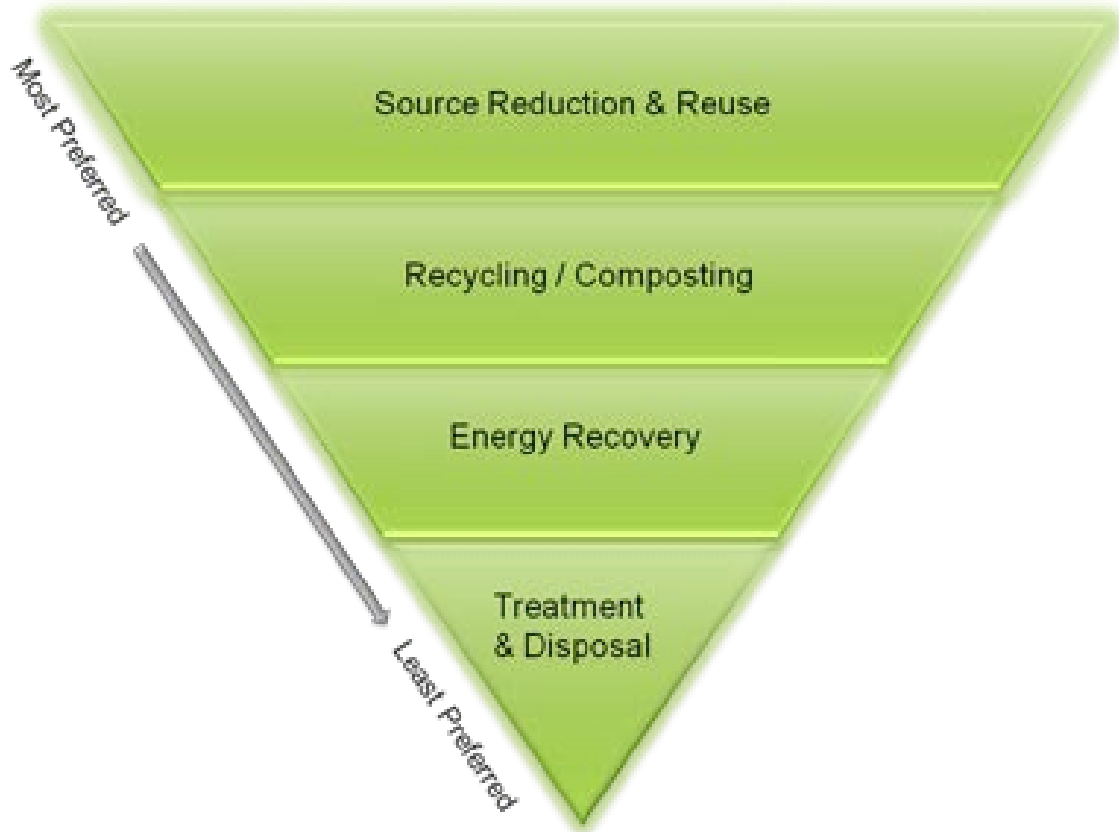 Most Preferred
Source Reduction & Reuse
Recycling / Composting
Energy Recovery
Treatment
& Disposal
Least Preferred